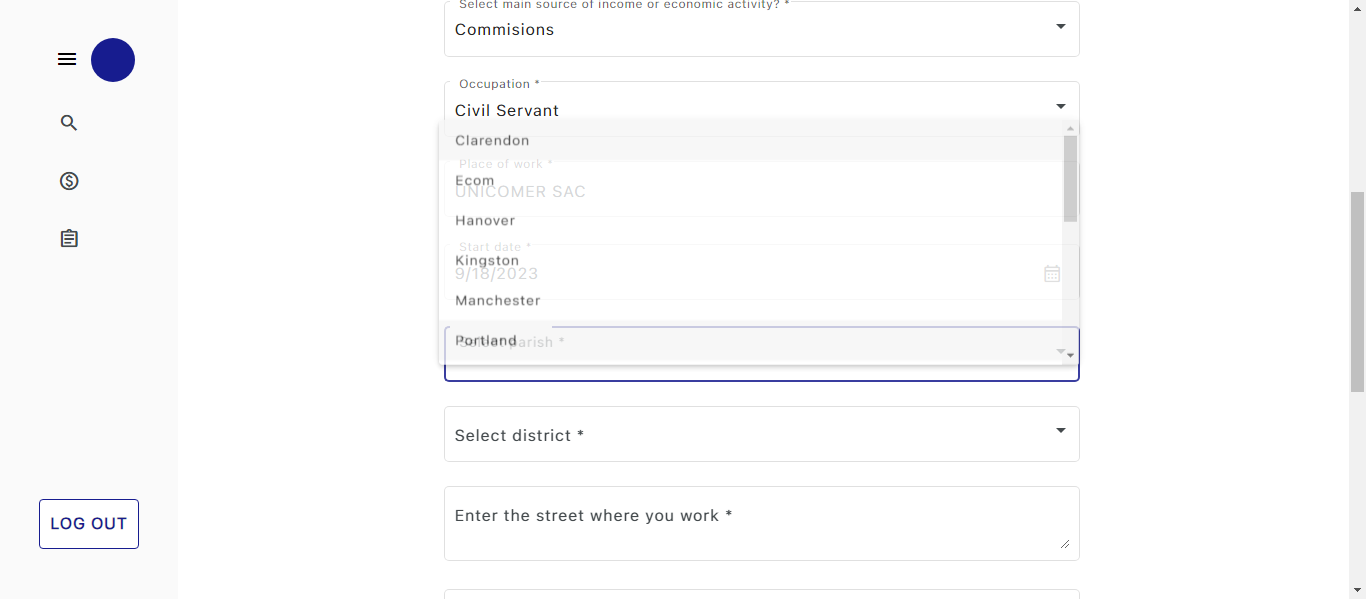 Select main source of income or economic activity? *
Commisions
Occupation *
Civil Servant
Clarendon
Place of work *
Ecom
UNICOMER SAC
Hanover
Start date *
Kingston
9/18/2023
Manchester
Portland
Select parish *
Select district *
Enter the street where you work *
LOG OUT